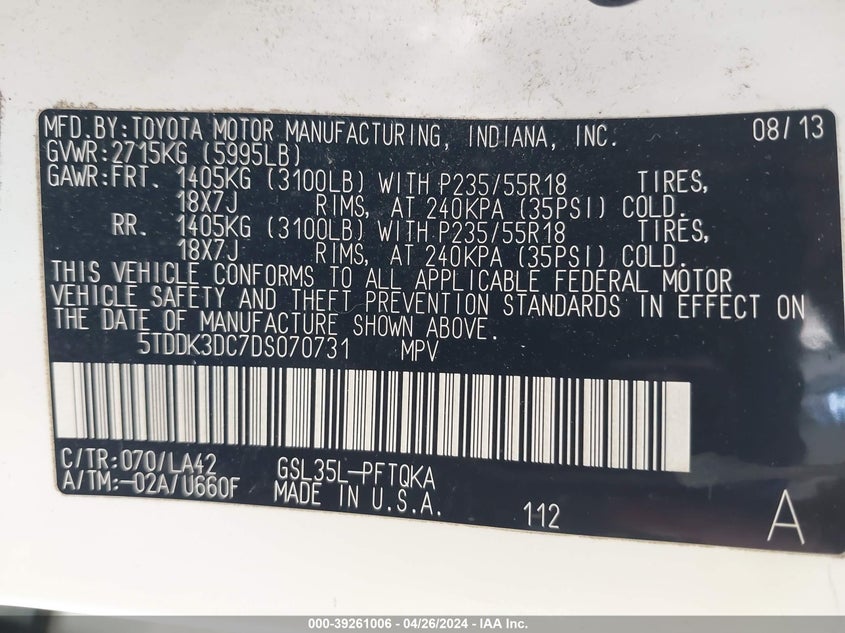 MFD.BY:TOYOTA MOTOR MANUFACTURING, INDIANA, INC. 08/13
GVWR:2715KG (5995LB)
GAWR:FRT. 1405KG (3100LB) WITH P235/55R18 TIRES,
18X7J RIMS, AT 240KPA (35PSI) COLD.
RR. 1405KG (3100LB) WITH P235/55R18 TIRES,
18X7J RIMS, AT 240KPA (35PSI) COLD.
THIS VEHICLE CONFORMS TO ALL APPLICABLE FEDERAL MOTOR
VEHICLE SAFETY AND THEFT PREVENTION STANDARDS IN EFFECT ON
THE DATE OF MANUFACTURE SHOWN ABOVE.
5TDDK3DC7DS070731 MPV
C/TR:070/LA42 GSL35L-PFTQKA
A/TM:-02A/U660F MADE IN U.S.A. 112 A
000-39261006 - 04/26/2024 - IAA Inc.